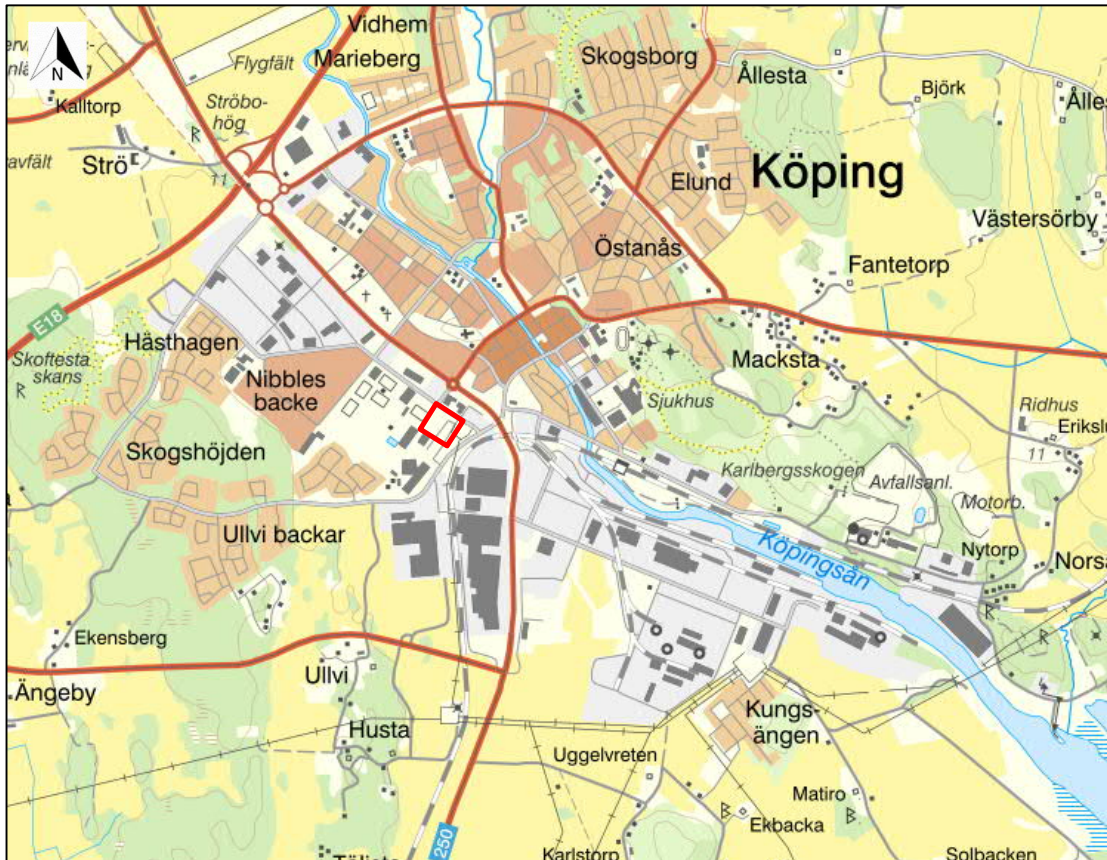 Vidhem
Marieberg
Skogsborg
Ållesta
Björk
N
Flygfält
Kalltorp
Ströbo-
hög
Strö
11
Köping
Elund
Östanås
Västersörby
Fantetorp
E18
Hästhagen
Skoftesta
skans
Nibbles
backe
Macksta
Sjukhus
Ridhus
11
Skogshöjden
Karlbergsskogen
Avfallsanl.
Motorb.
Ullvi backar
Köpingsån
Nytorp
Ekensberg
Ullvi
Ängeby
Husta
Kungs-
ängen
Uggelvreten
Matiro
Ekbacka
250
Karlstorp
Solbacken